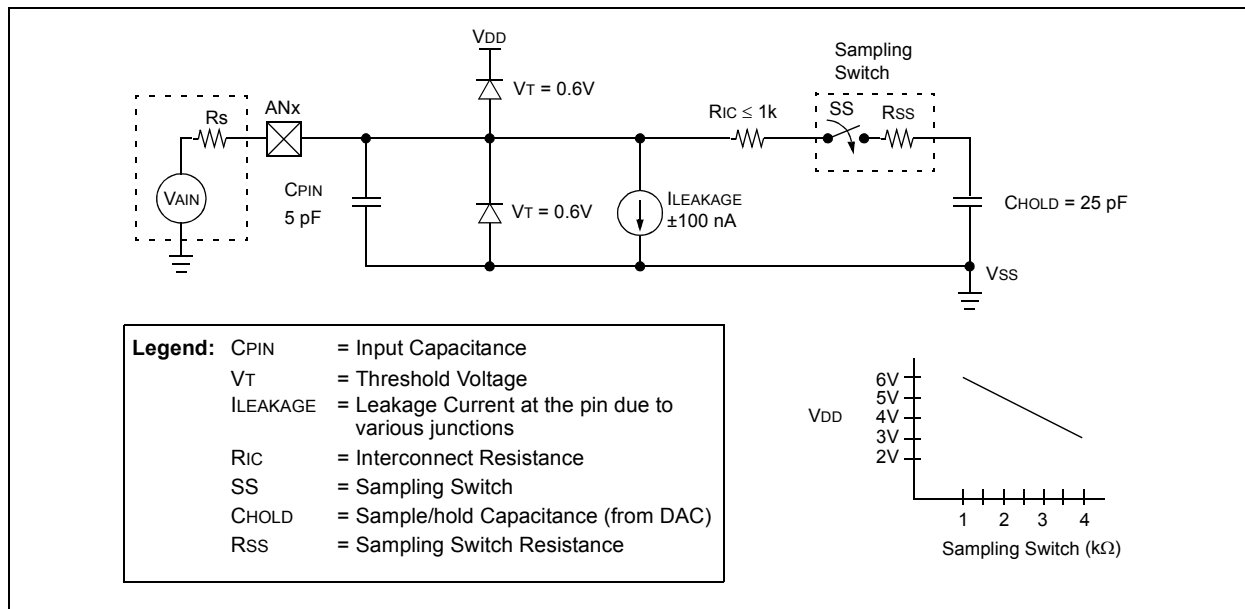 VDD
Sampling
Switch
VT = 0.6V
ANx
Rs
RIC ≤ 1k
SS
RSS
VAIN
CPIN
5 pF
VT = 0.6V
ILEAKAGE
±100 nA
CHOLD = 25 pF
VSS
Legend: CPIN = Input Capacitance
VT = Threshold Voltage
ILEAKAGE = Leakage Current at the pin due to
various junctions
RIC = Interconnect Resistance
SS = Sampling Switch
CHOLD = Sample/hold Capacitance (from DAC)
RSS = Sampling Switch Resistance
VDD
6V
5V
4V
3V
2V
1 2 3 4
Sampling Switch (kΩ)